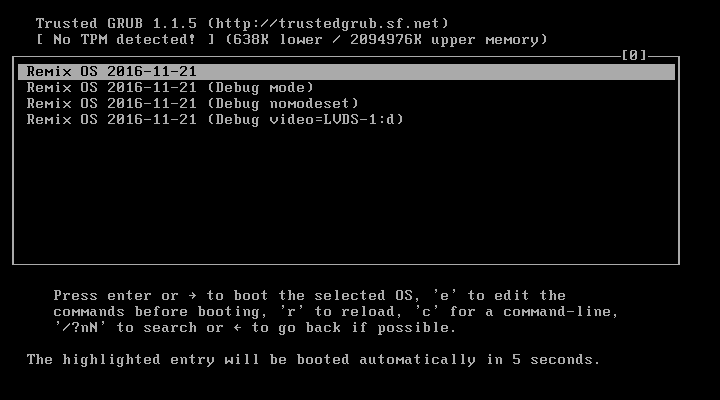 Trusted GRUB 1.1.5 (http://trustedgrub.sf.net)
[ No TPM detected! ] (638K lower / 2094976K upper memory)
[0]
Remix OS 2016-11-21
Remix OS 2016-11-21 (Debug mode)
Remix OS 2016-11-21 (Debug nomodeset)
Remix OS 2016-11-21 (Debug video=LVDS-1:d)
Press enter or → to boot the selected OS, 'e' to edit the
commands before booting, 'r' to reload, 'c' for a command-line,
'/?nN' to search or ← to go back if possible.
The highlighted entry will be booted automatically in 5 seconds.